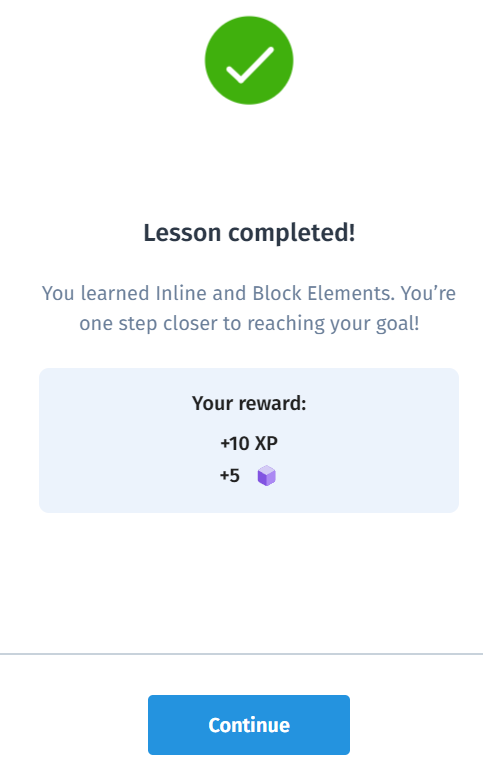 Lesson completed!
You learned Inline and Block Elements. You’re
one step closer to reaching your goal!
Your reward:
+10 XP
+5
Continue